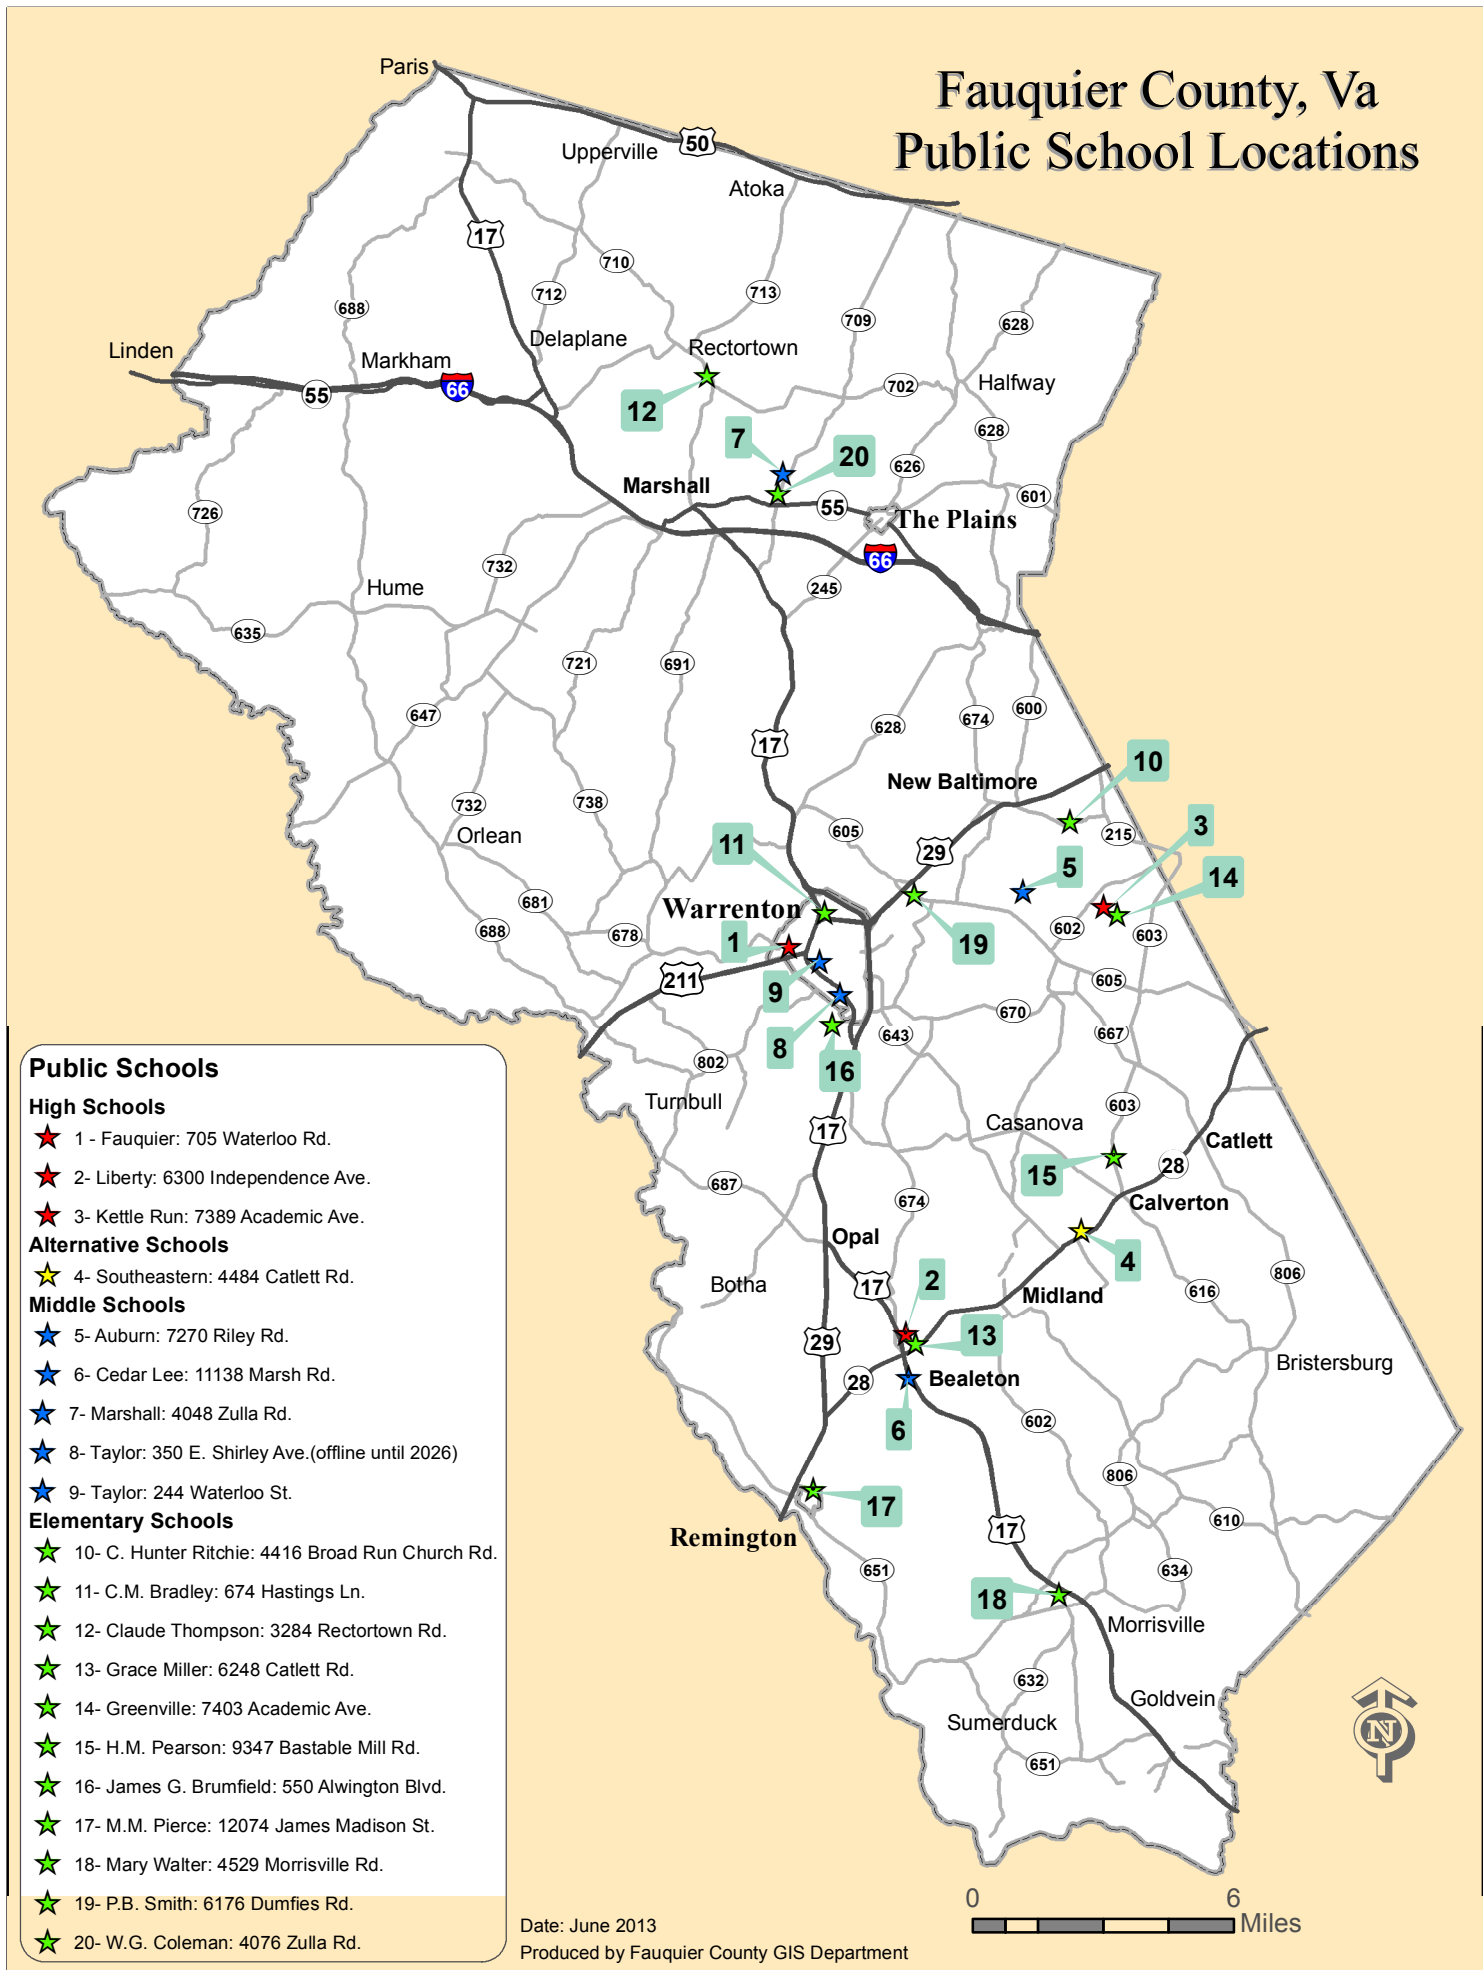 Fauquier County, Va
Public School Locations
Paris
Upperville
50
Atoka
17
710
712
713
688
709
628
Delaplane
Rectortown
Linden
Markham
66
55
702
Halfway
12
628
7
20
626
Marshall
601
726
55
The Plains
66
732
Hume
245
635
721
691
647
600
628
674
17
10
New Baltimore
732
738
605
3
215
Orlean
11
29
5
14
681
Warrenton
688
678
1
19
602
603
211
9
605
670
643
667
8
802
16
Turnbull
603
Casanova
17
Catlett
15
28
687
674
Calverton
Opal
4
806
Botha
17
2
616
Midland
29
13
Bristersburg
28
Bealeton
602
6
806
17
610
17
Remington
651
634
18
Morrisville
632
Goldvein
Sumerduck
651
N
Public Schools
High Schools
1 - Fauquier: 705 Waterloo Rd.
2- Liberty: 6300 Independence Ave.
3- Kettle Run: 7389 Academic Ave.
Alternative Schools
4- Southeastern: 4484 Catlett Rd.
Middle Schools
5- Auburn: 7270 Riley Rd.
6- Cedar Lee: 11138 Marsh Rd.
7- Marshall: 4048 Zulla Rd.
8- Taylor: 350 E. Shirley Ave.(offline until 2026)
9- Taylor: 244 Waterloo St.
Elementary Schools
10- C. Hunter Ritchie: 4416 Broad Run Church Rd.
11- C.M. Bradley: 674 Hastings Ln.
12- Claude Thompson: 3284 Rectortown Rd.
13- Grace Miller: 6248 Catlett Rd.
14- Greenville: 7403 Academic Ave.
15- H.M. Pearson: 9347 Bastable Mill Rd.
16- James G. Brumfield: 550 Alwington Blvd.
17- M.M. Pierce: 12074 James Madison St.
18- Mary Walter: 4529 Morrisville Rd.
19- P.B. Smith: 6176 Dumfies Rd.
20- W.G. Coleman: 4076 Zulla Rd.
0 6
Miles
Date: June 2013
Produced by Fauquier County GIS Department